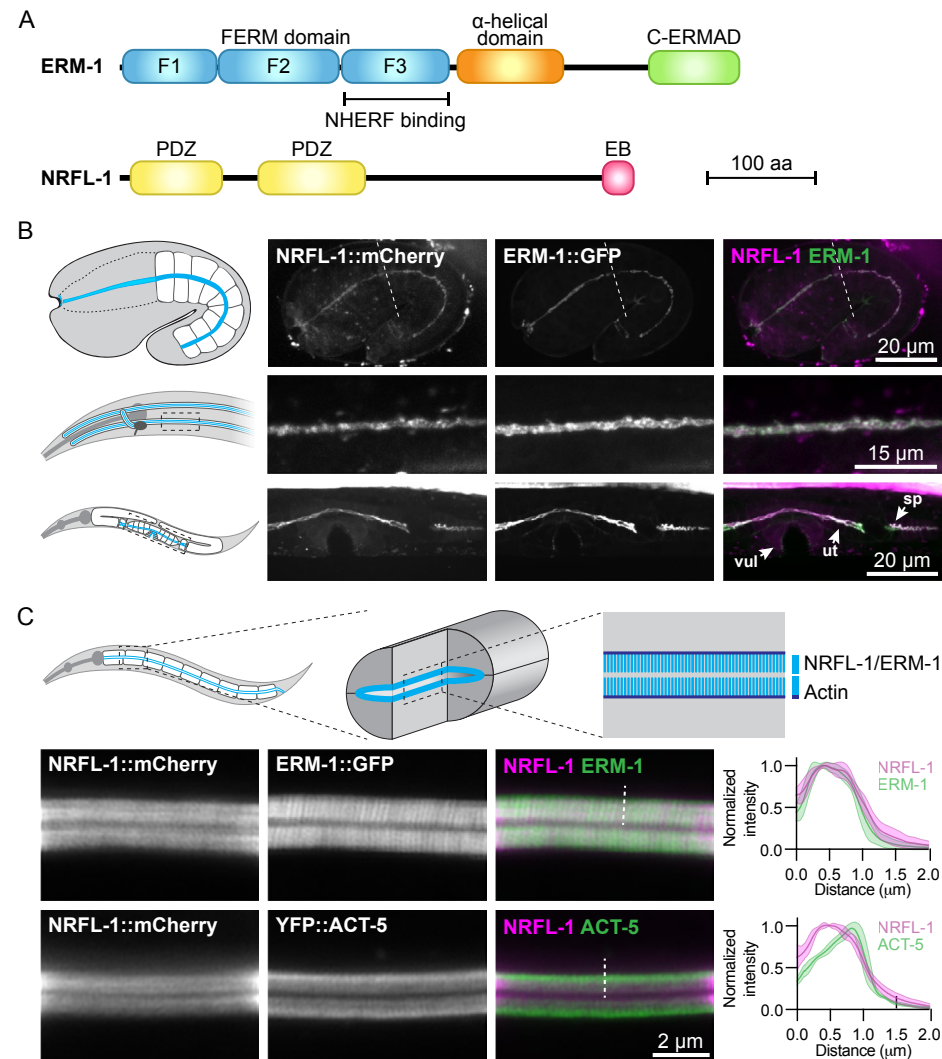 A
FERM domain
α-helical
domain
C-ERMAD
ERM-1
F1
F2
F3
NHERF binding
PDZ
PDZ
EB
NRFL-1
100 aa
B
NRFL-1::mCherry
ERM-1::GFP
NRFL-1 ERM-1
20 µm
15 µm
sp
ut
vul
20 µm
C
NRFL-1/ERM-1
Actin
NRFL-1::mCherry
ERM-1::GFP
NRFL-1 ERM-1
Normalized
intensity
1.0
0.5
0.0
NRFL-1
ERM-1
0.0 0.5 1.0 1.5 2.0
Distance (µm)
NRFL-1::mCherry
YFP::ACT-5
NRFL-1 ACT-5
2 µm
Normalized
intensity
1.0
0.5
0.0
NRFL-1
ACT-5
0.0 0.5 1.0 1.5 2.0
Distance (µm)